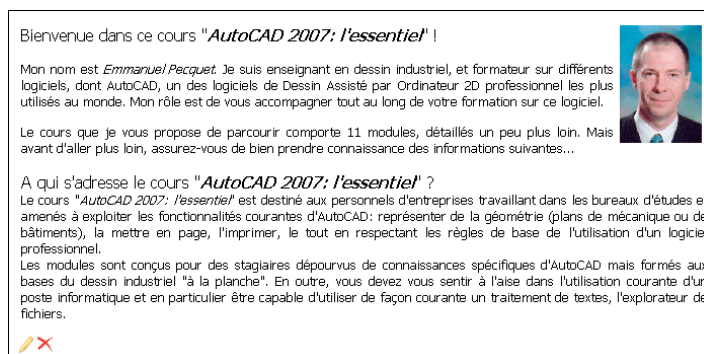 Bienvenue dans ce cours "AutoCAD 2007: l'essentiel" !
Mon nom est Emmanuel Pecquet. Je suis enseignant en dessin industriel, et formateur sur différents
logiciels, dont AutoCAD, un des logiciels de Dessin Assisté par Ordinateur 2D professionnel les plus
utilisés au monde. Mon rôle est de vous accompagner tout au long de votre formation sur ce logiciel.
Le cours que je vous propose de parcourir comporte 11 modules, détaillés un peu plus loin. Mais
avant d'aller plus loin, assurez-vous de bien prendre connaissance des informations suivantes...
A qui s'adresse le cours "AutoCAD 2007: l'essentiel" ?
Le cours "AutoCAD 2007: l'essentiel" est destiné aux personnels d'entreprises travaillant dans les bureaux d'études e
amenés à exploiter les fonctionnalités courantes d'AutoCAD: représenter de la géométrie (plans de mécanique ou de
bâtiments), la mettre en page, l'imprimer, le tout en respectant les règles de base de l'utilisation d'un logicie
professionnel.
Les modules sont conçus pour des stagiaires dépourvus de connaissances spécifiques d'AutoCAD mais formés aux
bases du dessin industriel "à la planche". En outre, vous devez vous sentir à l'aise dans l'utilisation courante d'un
poste informatique et en particulier être capable d'utiliser de façon courante un traitement de textes, l'explorateur de
fichiers.